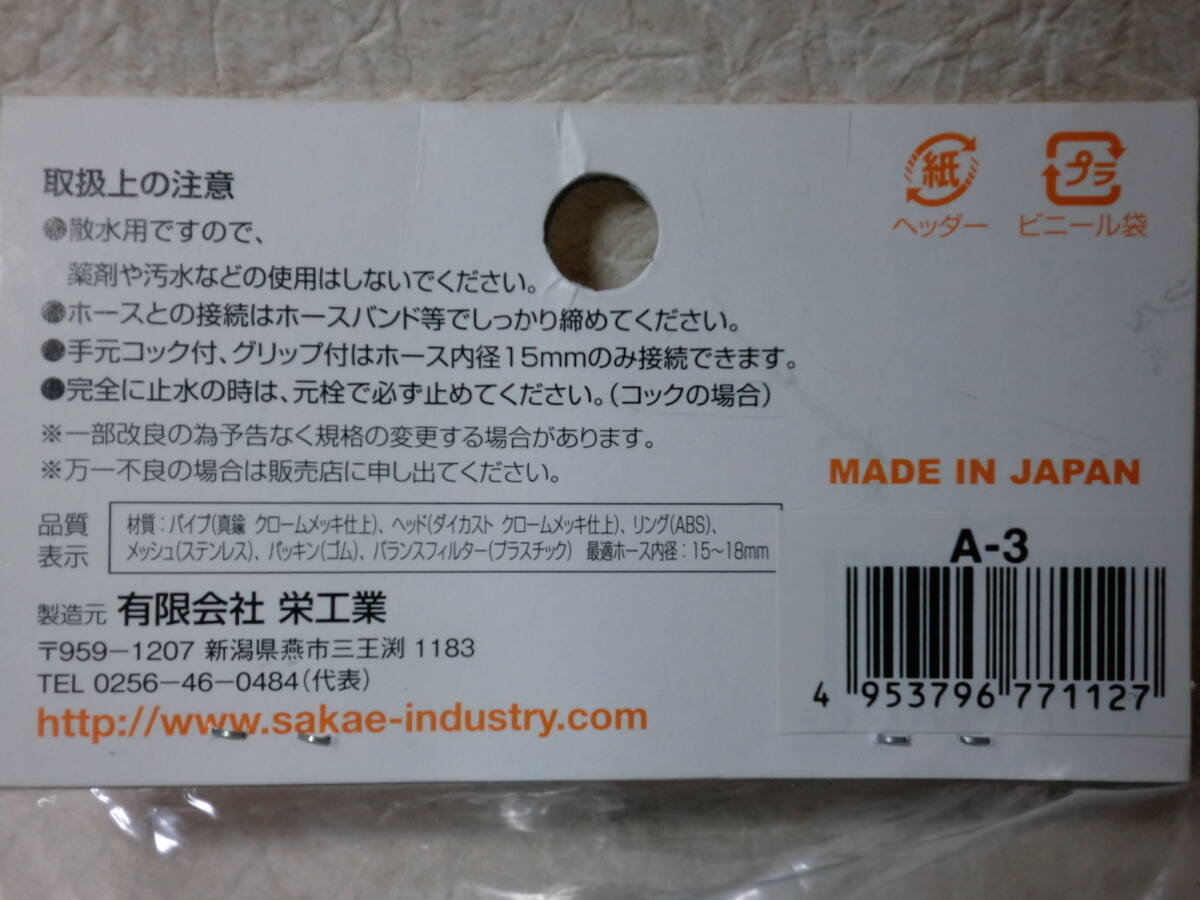 取扱上の注意
●散水用ですので、
薬剤や汚水などの使用はしないでください。
●ホースとの接続はホースバンド等でしっかり締めてください。
●手元コック付、グリップ付はホース内径15mmのみ接続できます。
●完全に止水の時は、元栓で必ず止めてください。(コックの場合)
※一部改良の為予告なく規格の変更する場合があります。
※万一不良の場合は販売店に申し出てください。
品質
表示
材質:パイプ(真鍮 クロームメッキ仕上)、ヘッド(ダイカスト クロームメッキ仕上)、リング(ABS)、
メッシュ(ステンレス)、パッキン(ゴム)、バランスフィルター(プラスチック) 最適ホース内径:15~18mm
製造元 有限会社 栄工業
〒959-1207 新潟県燕市三王渕 1183
TEL 0256-46-0484(代表)
http://www.sakae-industry.com
紙
ヘッダー
プラ
ビニール袋
MADE IN JAPAN
A-3
4 953796 771127